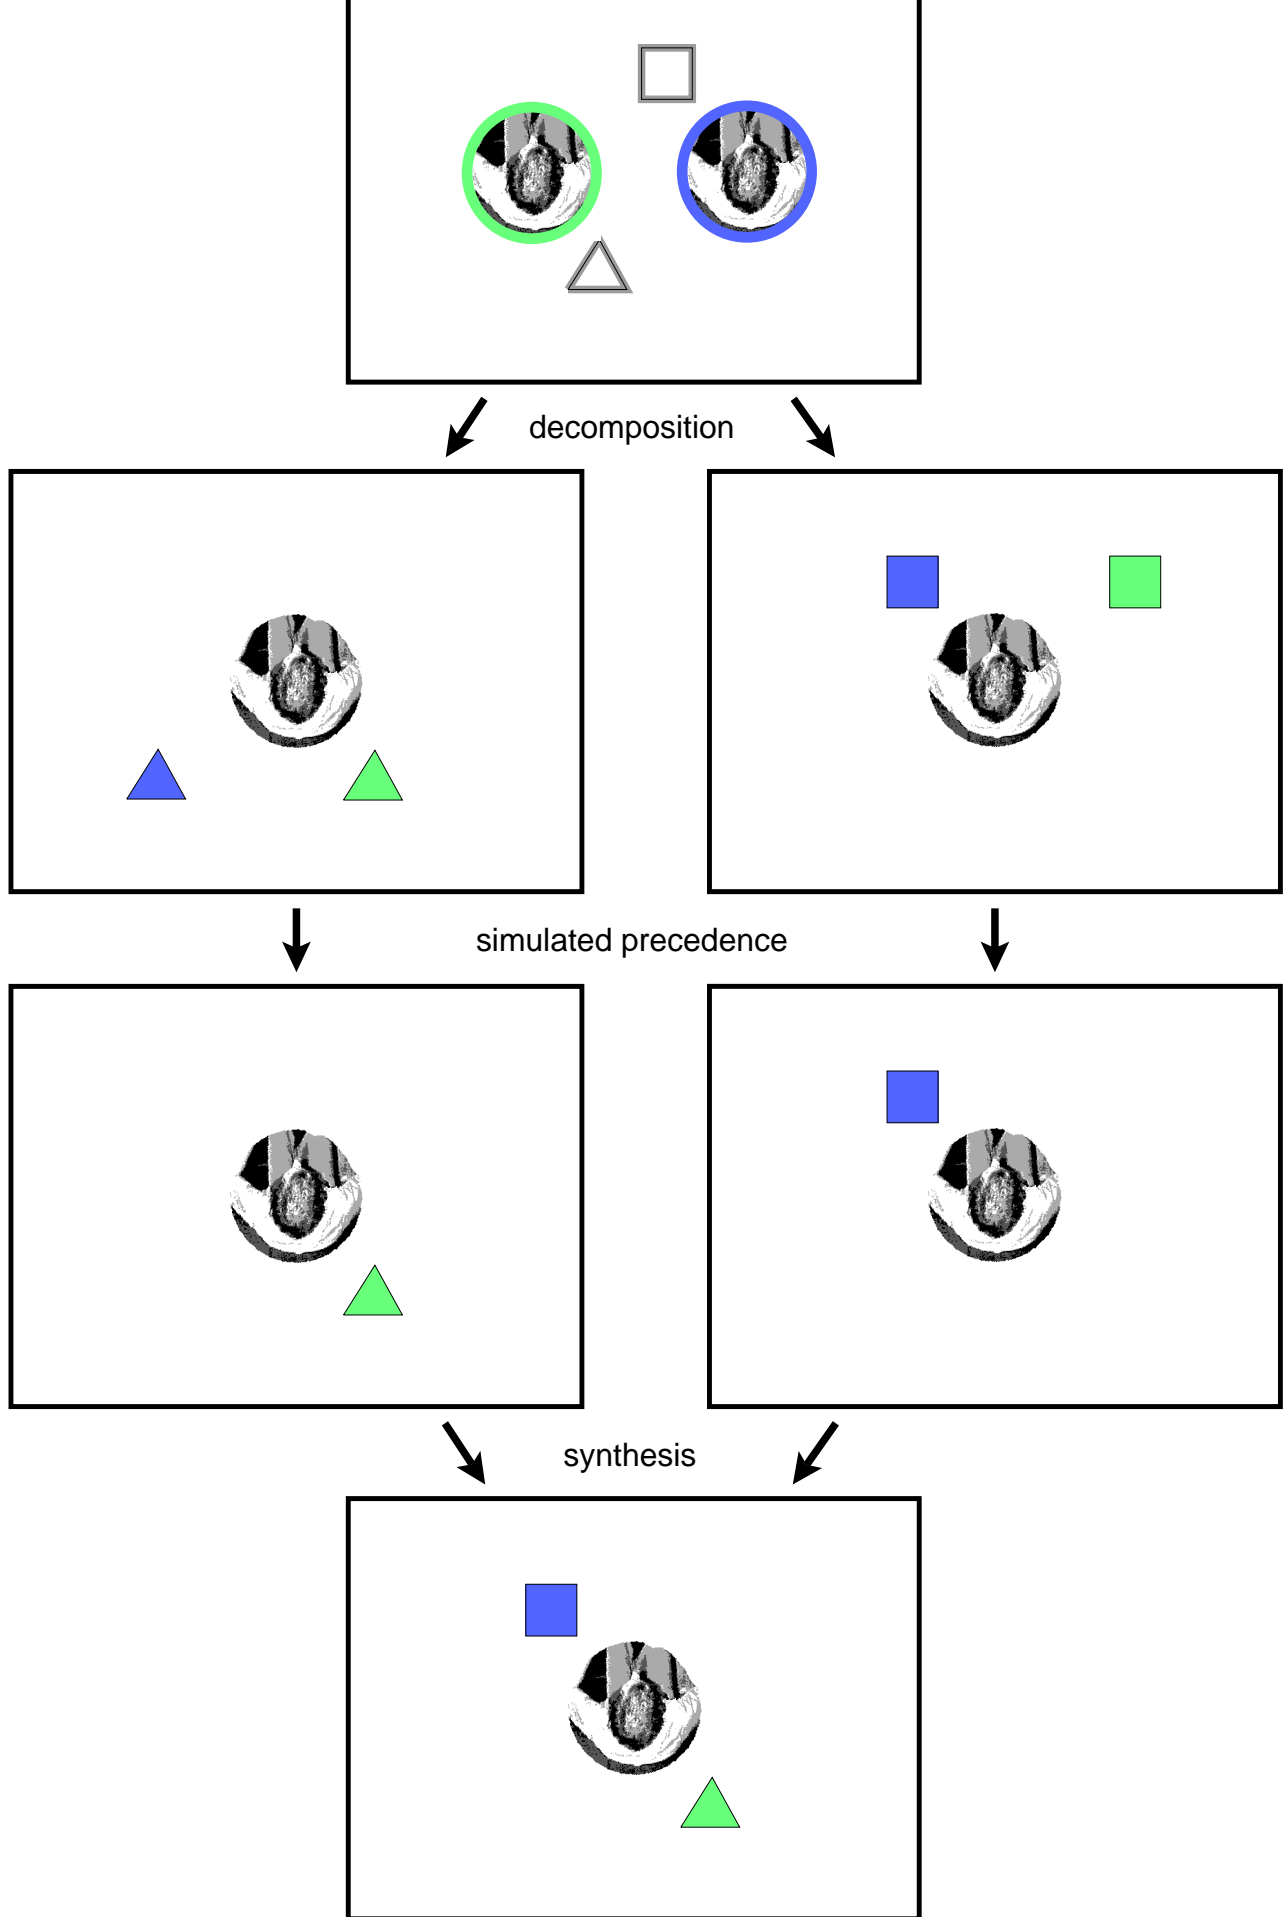 decomposition
simulated precedence
synthesis